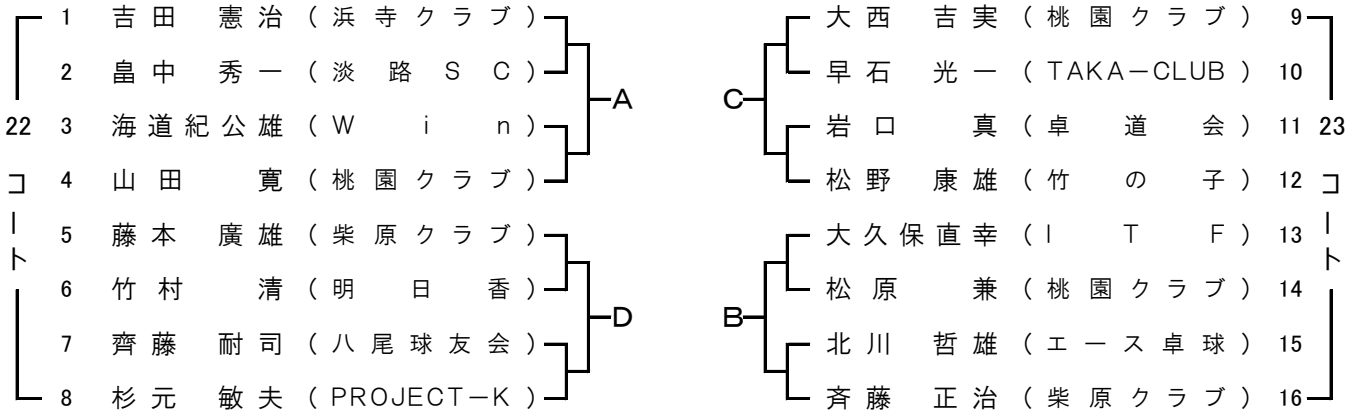 1 吉田 憲治 (浜寺クラブ)
2 畠中 秀一 (淡路SC)
A
22 コート
3 海道紀公雄 (Win)
4 山田 寛 (桃園クラブ)
5 藤本 廣雄 (柴原クラブ)
6 竹村 清 (明日香)
D
7 齊藤 耐司 (八尾球友会)
8 杉元 敏夫 (PROJECT-K)
大西 吉実 (桃園クラブ) 9
早石 光一 (TAKA-CLUB) 10
C
岩口 真 (卓道会) 11
23 コート
松野 康雄 (竹の子) 12
大久保直幸 (ITF) 13
松原 兼 (桃園クラブ) 14
B
北川 哲雄 (エース卓球) 15
斉藤 正治 (柴原クラブ) 16